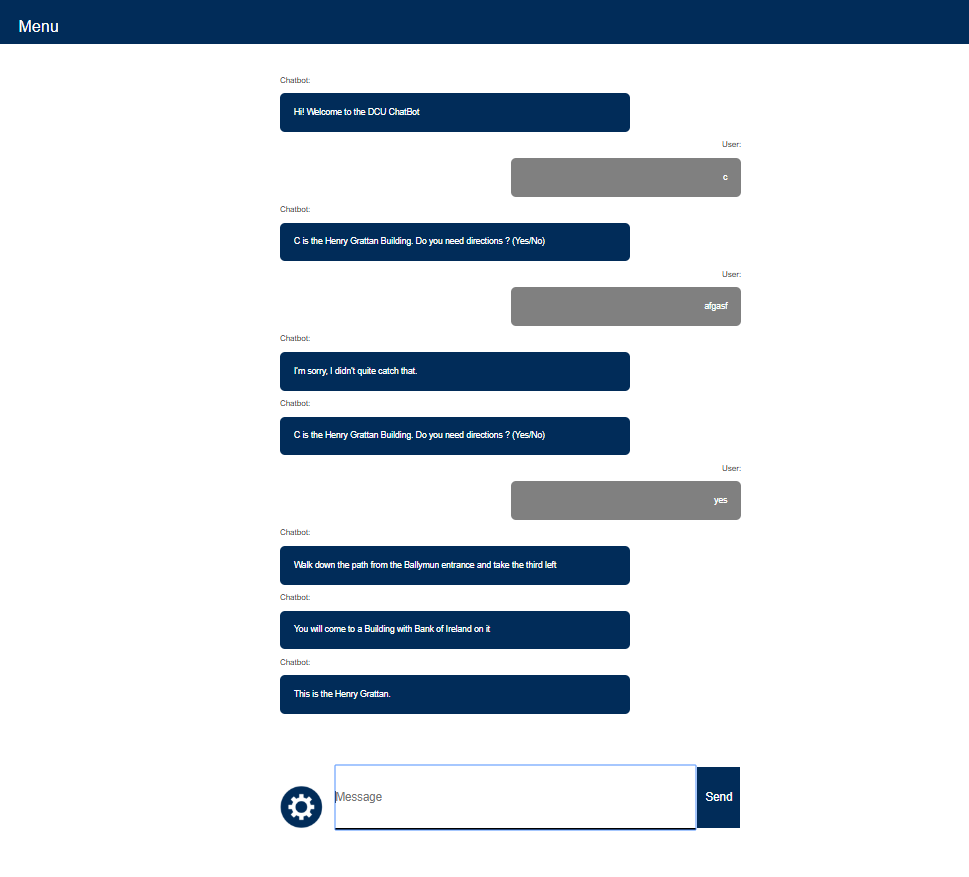 Menu
Chatbot:
Hi! Welcome to the DCU ChatBot
User:
c
Chatbot:
C is the Henry Grattan Building. Do you need directions ? (Yes/No)
User:
afgasf
Chatbot:
I'm sorry, I didn't quite catch that.
Chatbot:
C is the Henry Grattan Building. Do you need directions ? (Yes/No)
User:
yes
Chatbot:
Walk down the path from the Ballymun entrance and take the third left
Chatbot:
You will come to a Building with Bank of Ireland on it
Chatbot:
This is the Henry Grattan.
Message
Send